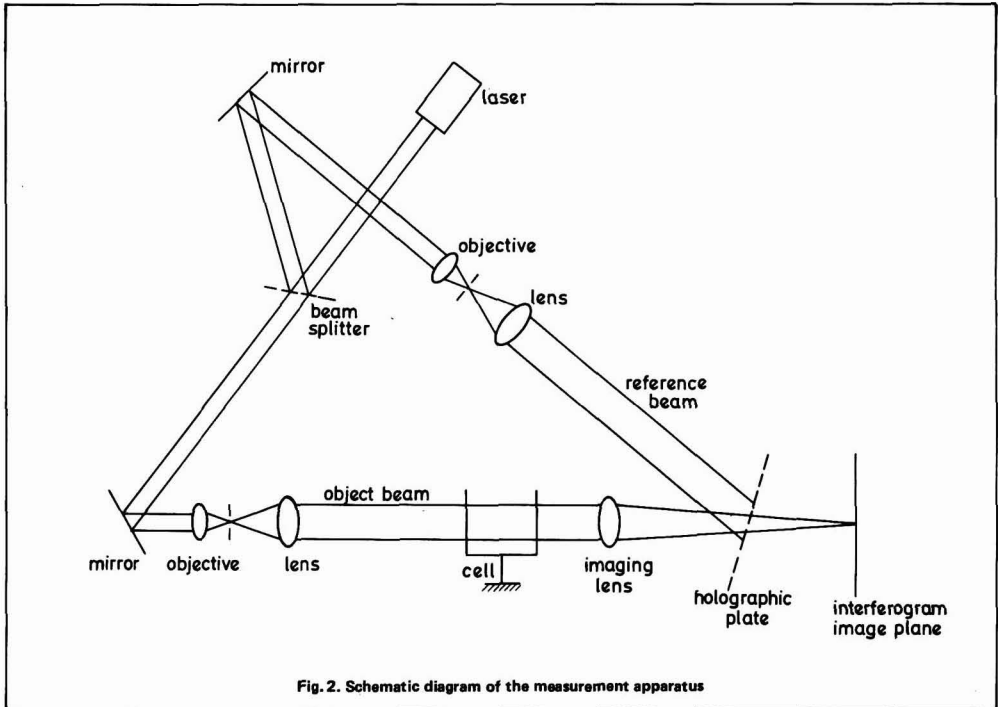 mirror
laser
objective
lens
beam
splitter
reference
beam
object beam
mirror
objective
lens
cell
imaging
lens
holographic
plate
interferogram
image plane
Fig. 2. Schematic diagram of the measurement apparatus